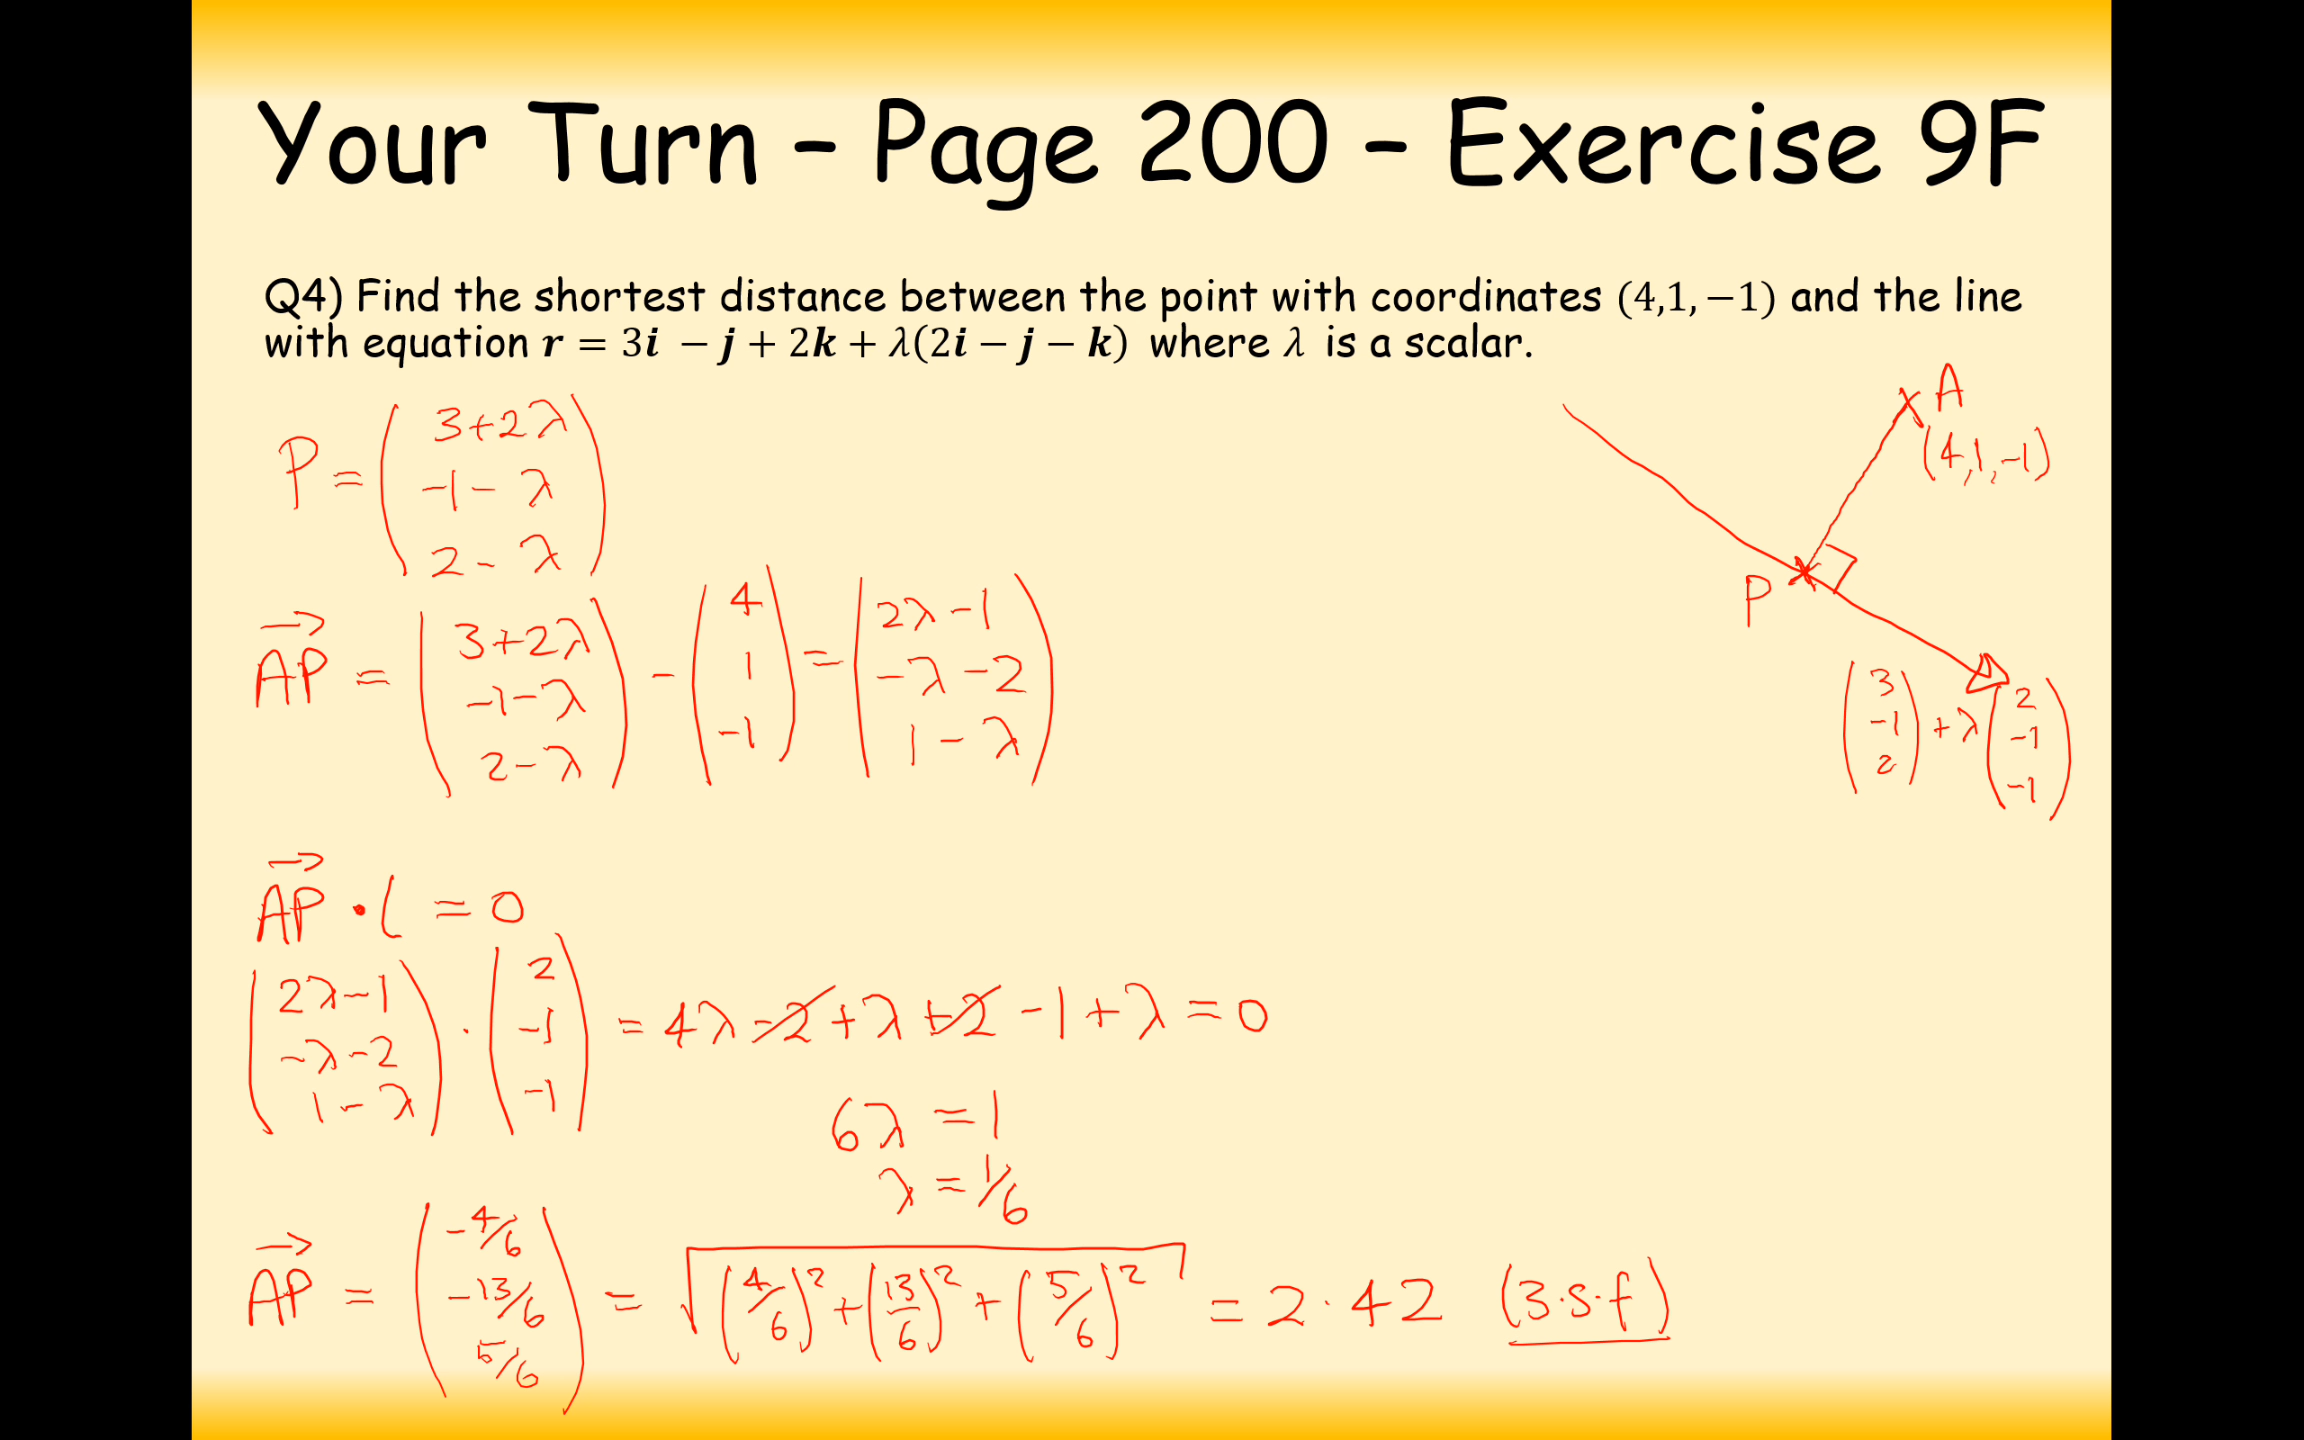 Your Turn – Page 200 – Exercise 9F
Q4) Find the shortest distance between the point with coordinates (4,1,−1) and the line
with equation r = 3i − j + 2k + λ(2i − j − k) where λ is a scalar.
A
(4,1,-1)
P
(3 -1 2) + λ (2 -1 -1)
P = (3+2λ -1-λ 2-λ)
AP = (3+2λ -1-λ 2-λ) - (4 1 -1) = (2λ-1 -λ-2 1-λ)
AP • l = 0
(2λ-1 -λ-2 1-λ) . (2 -1 -1) = 4λ -2 + λ +2 -1 + λ = 0
6λ = 1
λ = 1/6
AP = (-4/6 -13/6 5/6) = √(4/6)² + (13/6)² + (5/6)² = 2.42 (3.s.f)